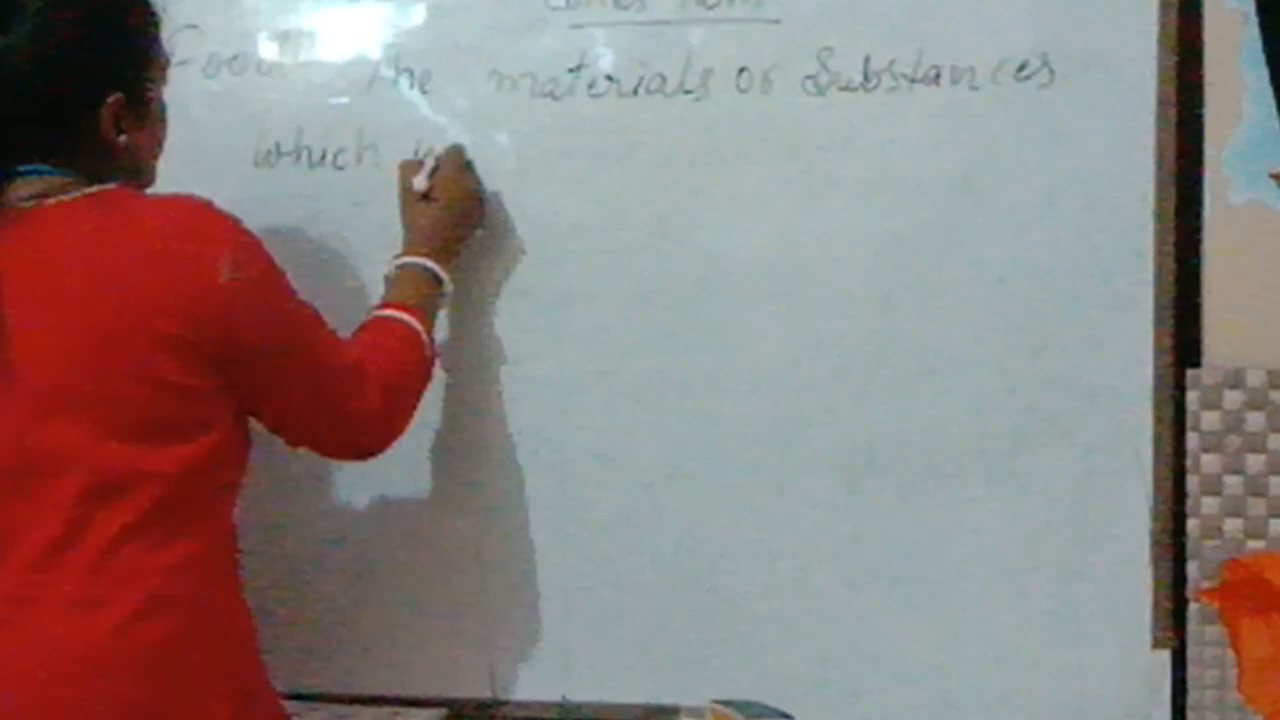 Food The materials or Substances
which